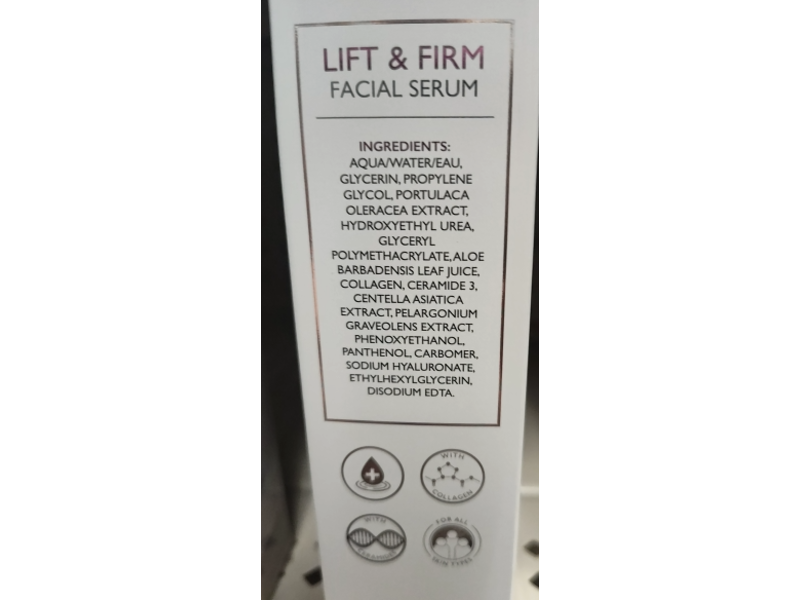 LIFT & FIRM
FACIAL SERUM
INGREDIENTS:
AQUA/WATER/EAU,
GLYCERIN, PROPYLENE
GLYCOL, PORTULACA
OLERACEA EXTRACT,
HYDROXYETHYL UREA,
GLYCERYL
POLYMETHACRYLATE, ALOE
BARBADENSIS LEAF JUICE,
COLLAGEN, CERAMIDE 3,
CENTELLA ASIATICA
EXTRACT, PELARGONIUM
GRAVEOLENS EXTRACT,
PHENOXYETHANOL,
PANTHENOL, CARBOMER,
SODIUM HYALURONATE,
ETHYLHEXYLGLYCERIN,
DISODIUM EDTA.
WITH
COLLAGEN
WITH
FOR ALL
SKIN TYPES